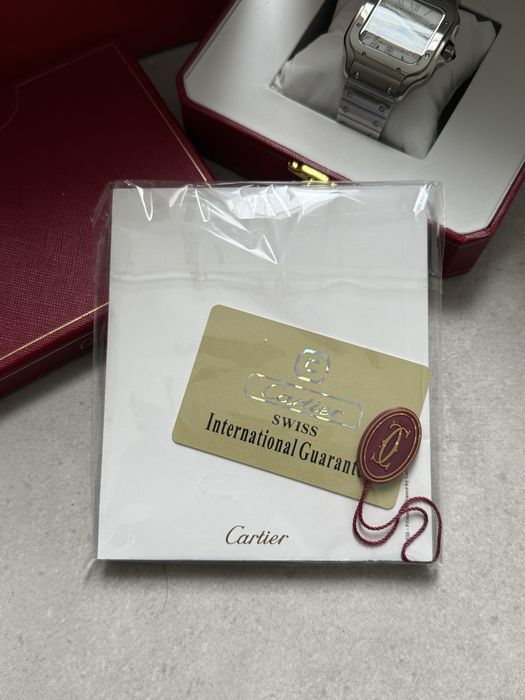 C
Cartier
SWISS
International Guarant
Cartier